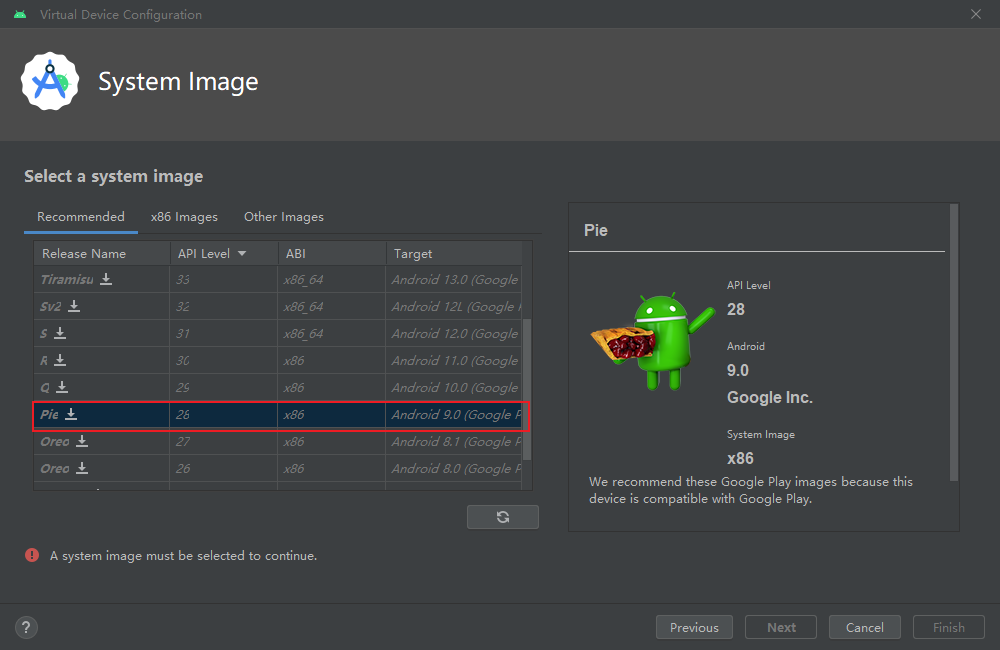 Virtual Device Configuration
System Image
Select a system image
Recommended x86 Images Other Images
Release Name API Level ABI Target
Tiramisu 33 x86_64 Android 13.0 (Google
Sv2 32 x86_64 Android 12L (Google
S 31 x86_64 Android 12.0 (Google
R 30 x86 Android 11.0 (Google
Q 29 x86 Android 10.0 (Google
Pie 28 x86 Android 9.0 (Google P
Oreo 27 x86 Android 8.1 (Google P
Oreo 26 x86 Android 8.0 (Google P
Pie
API Level
28
Android
9.0
Google Inc.
System Image
x86
We recommend these Google Play images because this
device is compatible with Google Play.
A system image must be selected to continue.
? Previous Next Cancel Finish